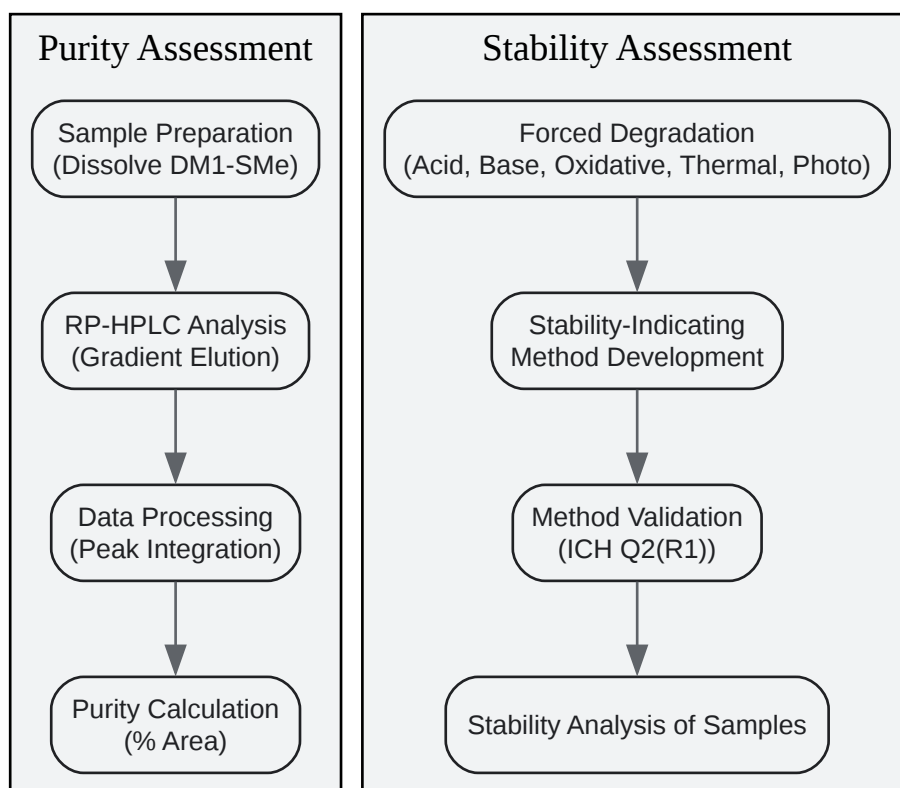 Purity Assessment
Sample Preparation
(Dissolve DM1-SMe)
RP-HPLC Analysis
(Gradient Elution)
Data Processing
(Peak Integration)
Purity Calculation
(% Area)
Stability Assessment
Forced Degradation
(Acid, Base, Oxidative, Thermal, Photo)
Stability-Indicating
Method Development
Method Validation
(ICH Q2(R1))
Stability Analysis of Samples